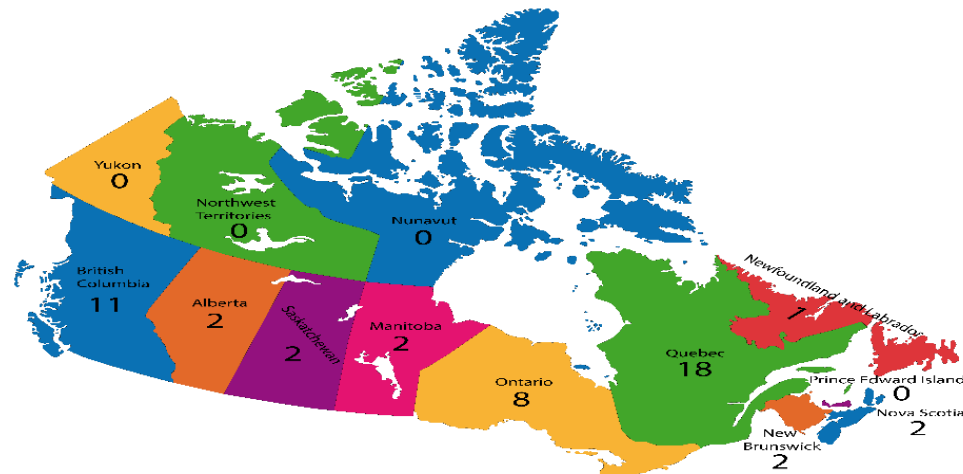 Yukon
0
Northwest
Territories
0
Nunavut
0
British
Columbia
11
Alberta
2
Saskatchewan
2
Manitoba
2
Ontario
8
Quebec
18
Newfoundland and Labrador
1
Prince Edward Island
0
Nova Scotia
2
New
Brunswick
2